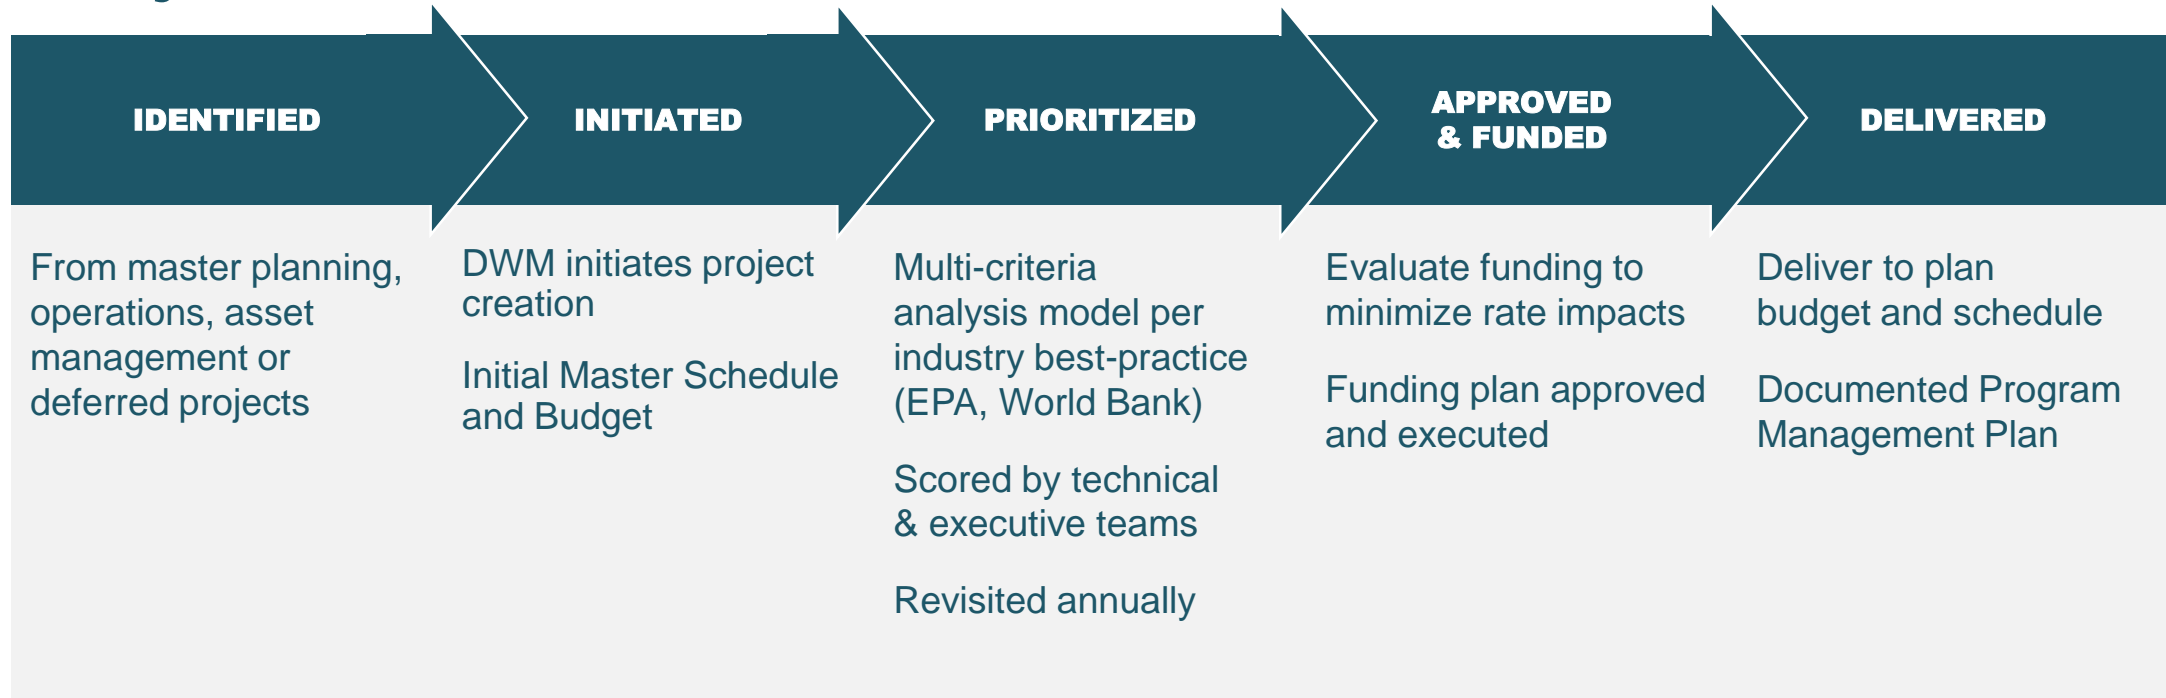 IDENTIFIED
From master planning,
operations, asset
management or
deferred projects
INITIATED
DWM initiates project
creation
Initial Master Schedule
and Budget
PRIORITIZED
Multi-criteria
analysis model per
industry best-practice
(EPA, World Bank)
Scored by technical
& executive teams
Revisited annually
APPROVED
& FUNDED
Evaluate funding to
minimize rate impacts
Funding plan approved
and executed
DELIVERED
Deliver to plan
budget and schedule
Documented Program
Management Plan